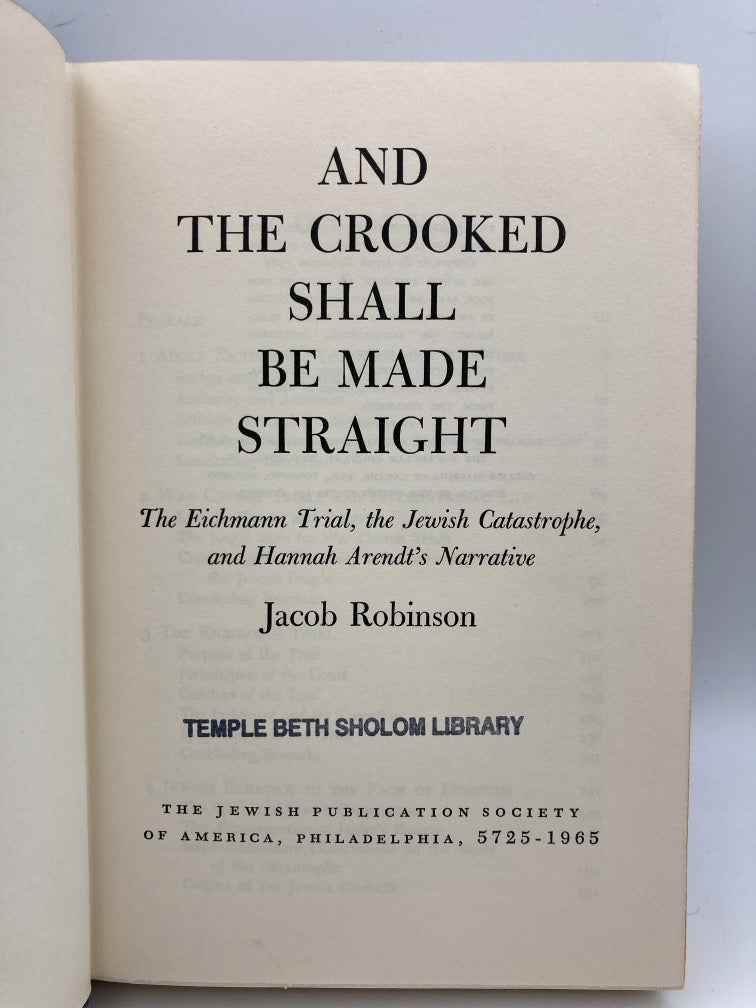 AND
THE CROOKED
SHALL
BE MADE
STRAIGHT
The Eichmann Trial, the Jewish Catastrophe,
and Hannah Arendt's Narrative
Jacob Robinson
TEMPLE BETH SHOLOM LIBRARY
THE JEWISH PUBLICATION SOCIETY
OF AMERICA, PHILADELPHIA, 5725-1965